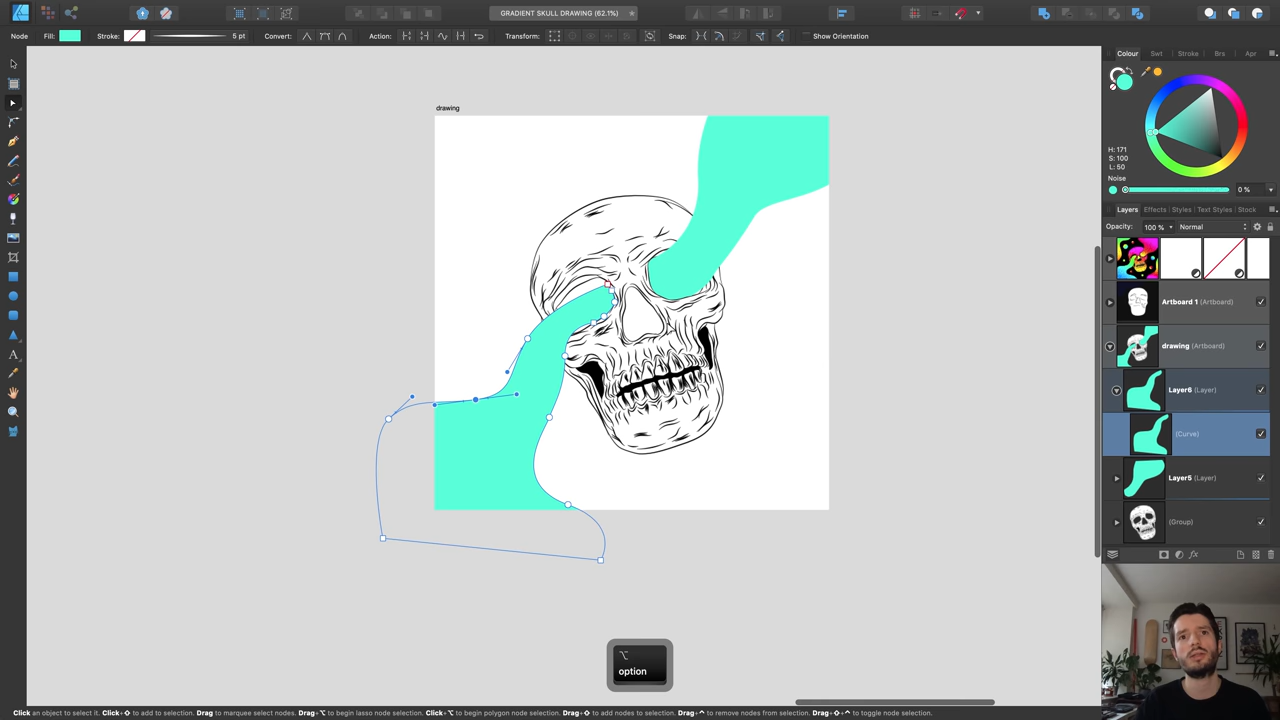 GRADIENT SKULL DRAWING (62.1%)
Node
Fill:
Stroke:
5 pt
Convert:
Action:
Transform:
Snap:
Show Orientation
drawing
Colour
Swt
Stroke
Brs
Apr
H: 171
S: 100
L: 50
Noise
0 %
Layers
Effects
Styles
Text Styles
Stock
Opacity:
100 %
Normal
Artboard 1 (Artboard)
drawing (Artboard)
Layer6 (Layer)
(Curve)
Layer5 (Layer)
(Group)
option
Click an object to select it. Click+⇧ to add to selection. Drag to marquee select nodes. Drag+⌥ to begin lasso node selection. Click+⌥ to begin polygon node selection. Drag+⇧ to add nodes to selection. Drag+⌃ to remove nodes from selection. Drag+⇧+⌃ to toggle node selection.